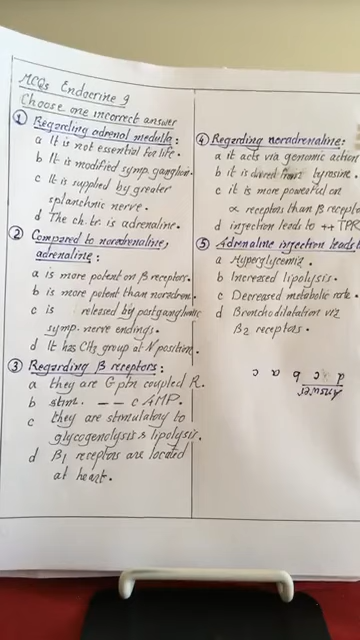 MCQs Endocrine 9
Choose one incorrect answer
① Regarding adrenal medulla:
a It is not essential for life.
b It is modified symp. ganglion.
c It is supplied by greater
splanchnic nerve.
d The ch. tr. is adrenaline.
② Compared to noradrenaline,
adrenaline:
a is more potent on β receptors.
b is more potent than noradren.
c is released by postganglionic
symp. nerve endings.
d It has CH3 group at N position.
③ Regarding β receptors:
a they are G ptn coupled R.
b stim. -- c AMP.
c they are stimulatory to
glycogenolysis & lipolysis.
d β1 receptors are located
at heart.
④ Regarding noradrenaline:
a it acts via genomic action
b it is derived from tyrosine.
c it is more powerful on
α receptors than β recepto
d injection leads to ++ TPR
⑤ Adrenaline injection leads t
a Hyperglycemia.
b Increased lipolysis.
c Decreased metabolic rate.
d Bronchodilatation via
β2 receptors.
Answer
d c b a c